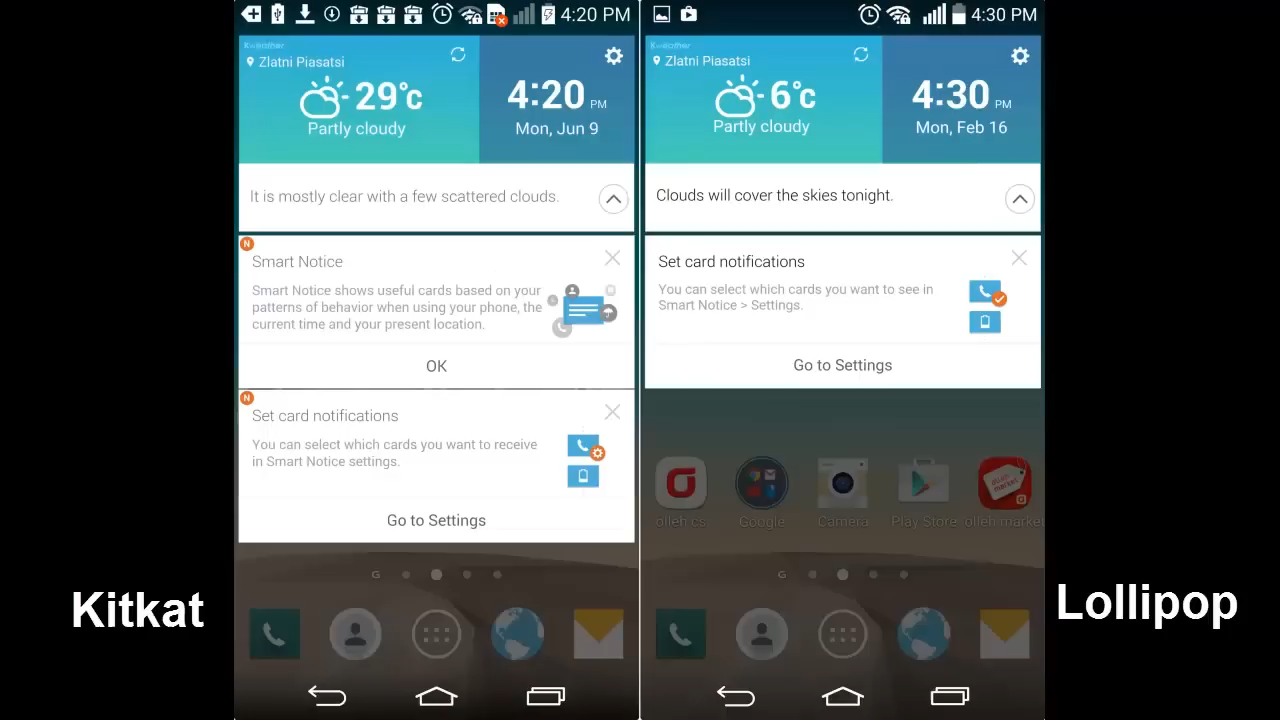 4:20 PM
Kweather
Zlatni Piasatsi
29°c
Partly cloudy
4:20 PM
Mon, Jun 9
It is mostly clear with a few scattered clouds.
N
Smart Notice
Smart Notice shows useful cards based on your
patterns of behavior when using your phone, the
current time and your present location.
OK
N
Set card notifications
You can select which cards you want to receive
in Smart Notice settings.
Go to Settings
G
Kitkat
4:30 PM
Kweather
Zlatni Piasatsi
6°c
Partly cloudy
4:30 PM
Mon, Feb 16
Clouds will cover the skies tonight.
Set card notifications
You can select which cards you want to see in
Smart Notice > Settings.
Go to Settings
olleh cs
Google
Camera
Play Store
olleh market
G
Lollipop